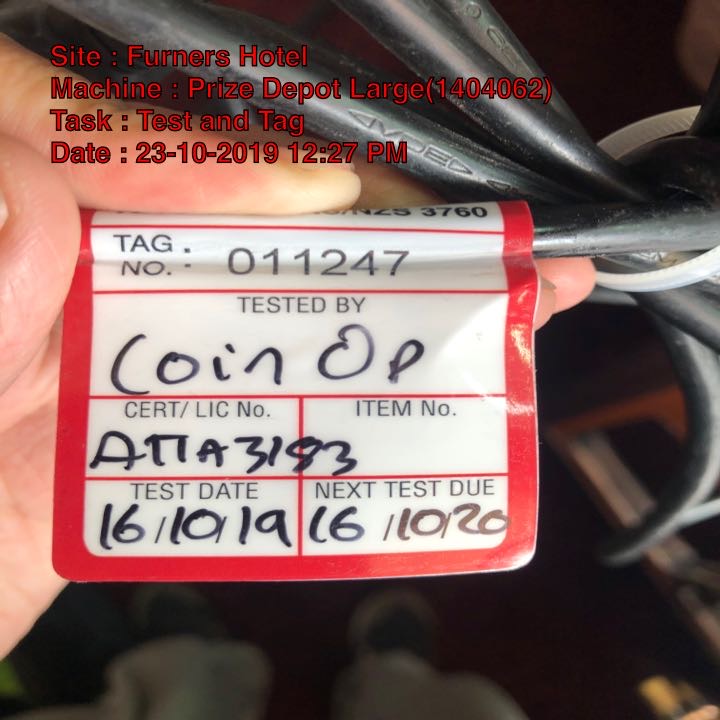 Site : Furners Hotel
Machine : Prize Depot Large(1404062)
Task : Test and Tag
Date : 23-10-2019 12:27 PM
VDE
/NZS 3760
TAG NO. : 011247
TESTED BY
Coin Op
CERT/ LIC No. ITEM No.
ATTA3183
TEST DATE NEXT TEST DUE
16/10/19 16/10/20